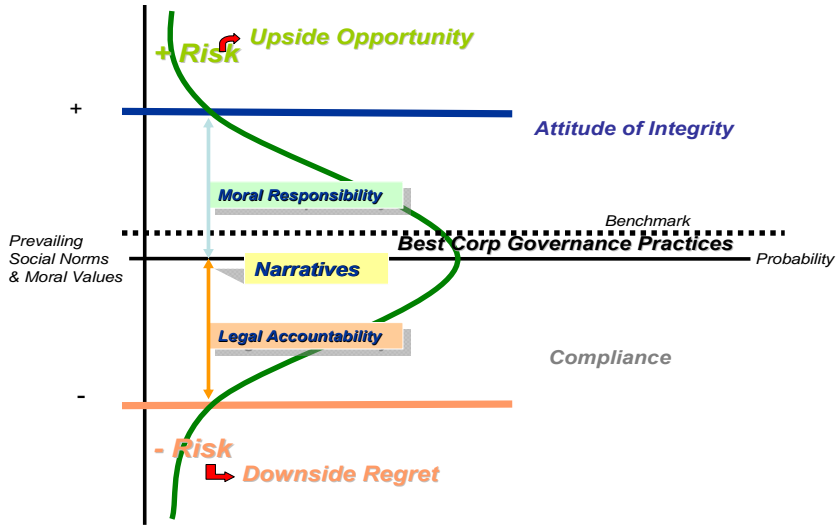 + Risk
Upside Opportunity
+
Attitude of Integrity
Moral Responsibility
Benchmark
Prevailing
Social Norms
& Moral Values
Best Corp Governance Practices
Probability
Narratives
Legal Accountability
Compliance
-
- Risk
Downside Regret